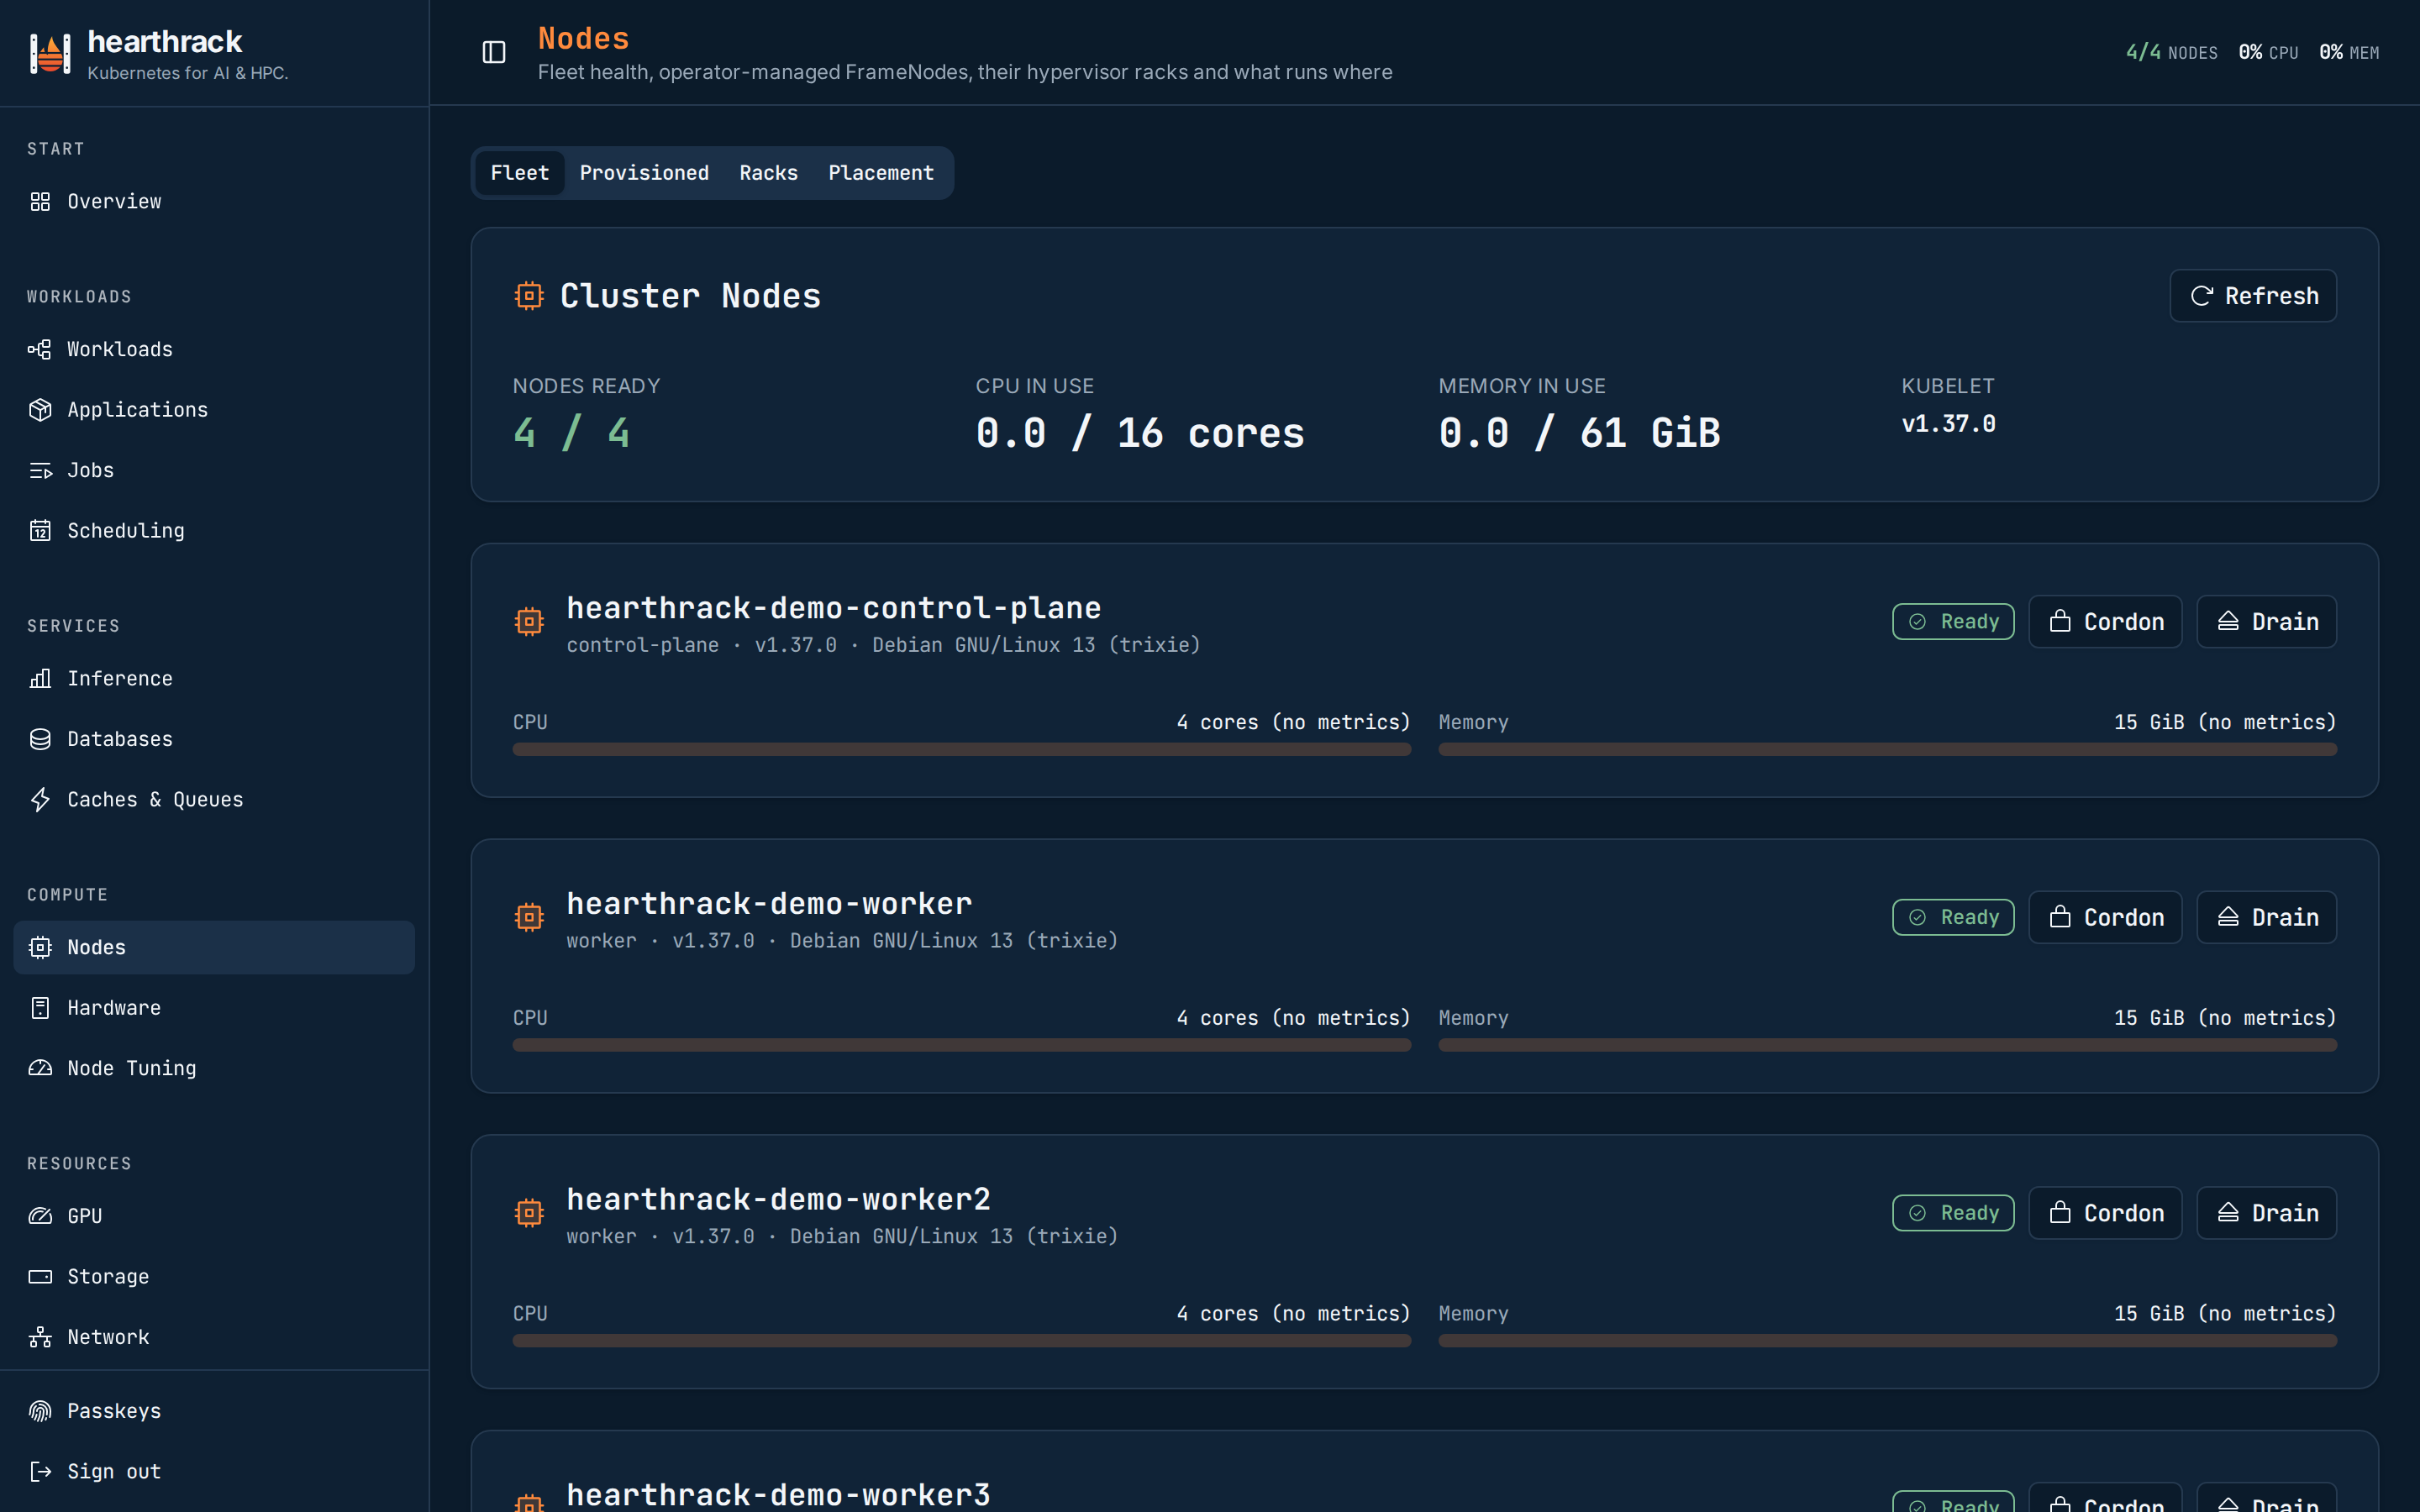 hearthrack
Kubernetes for AI & HPC.
START
Overview
WORKLOADS
Workloads
Applications
Jobs
12
Scheduling
SERVICES
Inference
Databases
Caches & Queues
COMPUTE
Nodes
Hardware
Node Tuning
RESOURCES
GPU
Storage
Network
Passkeys
Sign out
Nodes
Fleet health, operator-managed FrameNodes, their hypervisor racks and what runs where
4/4 NODES 0% CPU 0% MEM
Fleet Provisioned Racks Placement
Cluster Nodes
Refresh
NODES READY
4 / 4
CPU IN USE
0.0 / 16 cores
MEMORY IN USE
0.0 / 61 GiB
KUBELET
v1.37.0
hearthrack-demo-control-plane
control-plane · v1.37.0 · Debian GNU/Linux 13 (trixie)
Ready Cordon Drain
CPU 4 cores (no metrics)
Memory 15 GiB (no metrics)
hearthrack-demo-worker
worker · v1.37.0 · Debian GNU/Linux 13 (trixie)
Ready Cordon Drain
CPU 4 cores (no metrics)
Memory 15 GiB (no metrics)
hearthrack-demo-worker2
worker · v1.37.0 · Debian GNU/Linux 13 (trixie)
Ready Cordon Drain
CPU 4 cores (no metrics)
Memory 15 GiB (no metrics)
hearthrack-demo-worker3
Ready Cordon Drain